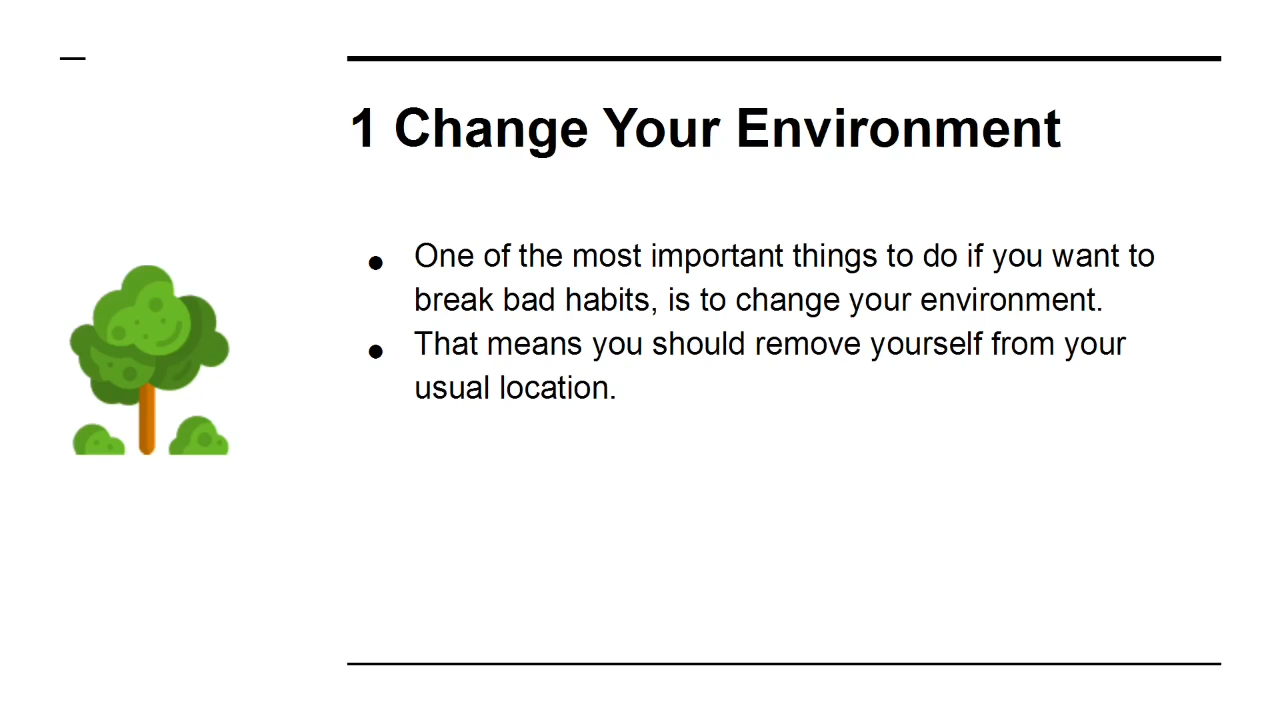 1 Change Your Environment
● One of the most important things to do if you want to
break bad habits, is to change your environment.
● That means you should remove yourself from your
usual location.